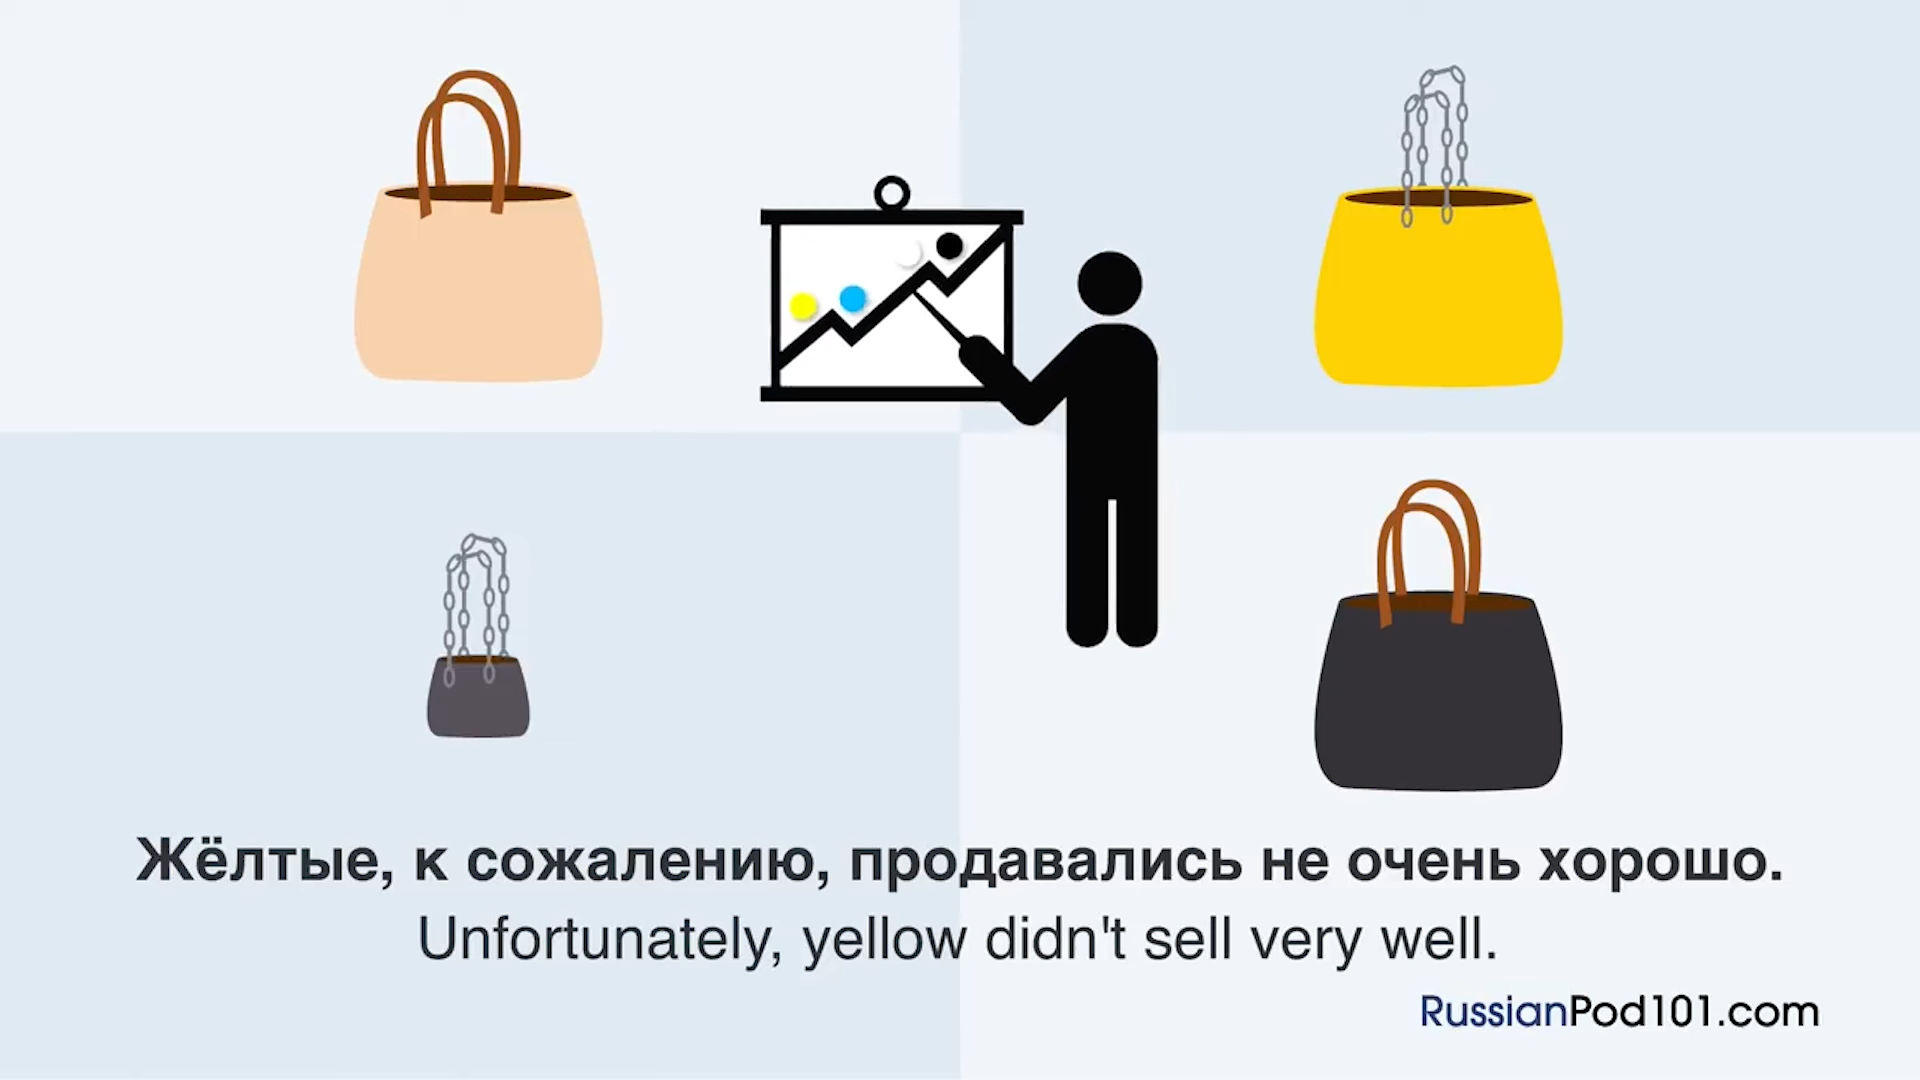 Жёлтые, к сожалению, продавались не очень хорошо.
Unfortunately, yellow didn't sell very well.
RussianPod101.com